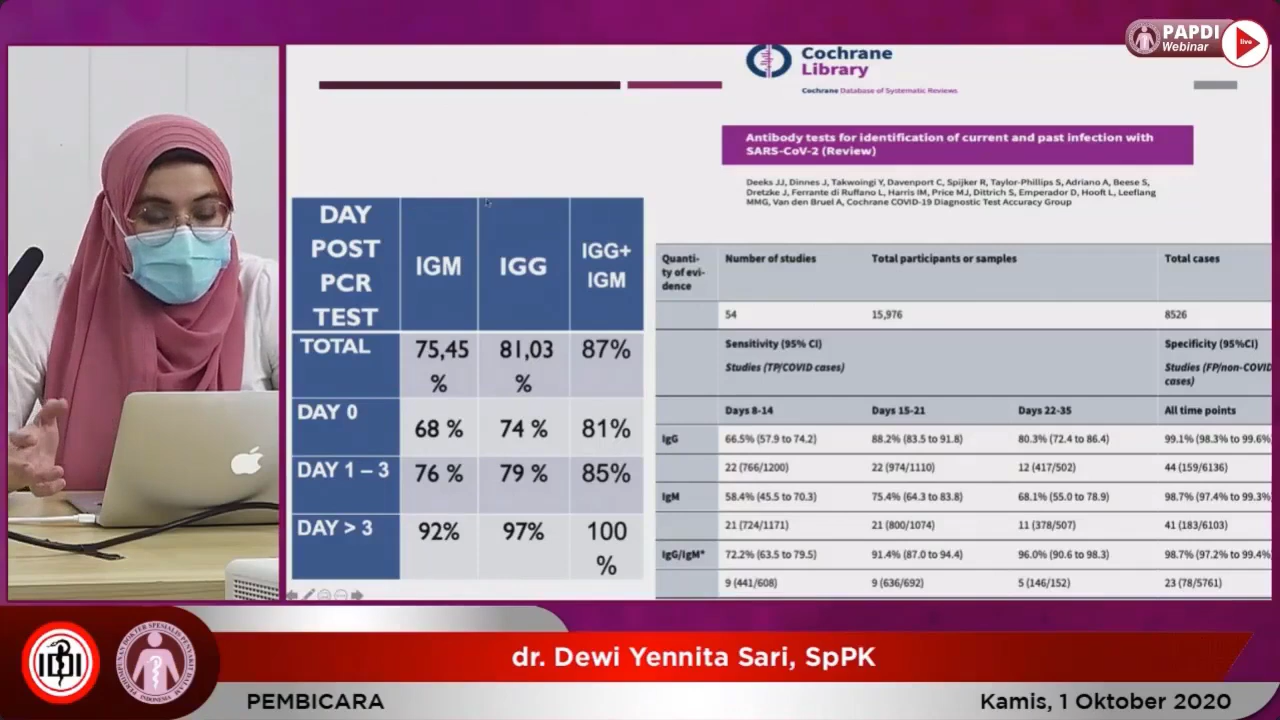 PAPDI
Webinar
live
Cochrane
Library
Cochrane Database of Systematic Reviews
Antibody tests for identification of current and past infection with
SARS-CoV-2 (Review)
Deeks JJ, Dinnes J, Takwoingi Y, Davenport C, Spijker R, Taylor-Phillips S, Adriano A, Beese S,
Dretzke J, Ferrante di Ruffano L, Harris IM, Price MJ, Dittrich S, Emperador D, Hooft L, Leeflang
MMG, Van den Bruel A, Cochrane COVID-19 Diagnostic Test Accuracy Group
DAY
POST
PCR
TEST
IGM
IGG
IGG+
IGM
TOTAL
75,45
%
81,03
%
87%
DAY 0
68 %
74 %
81%
DAY 1 – 3
76 %
79 %
85%
DAY > 3
92%
97%
100
%
Quanti-
ty of evi-
dence
Number of studies
Total participants or samples
Total cases
54
15,976
8526
Sensitivity (95% CI)
Specificity (95%CI)
Studies (TP/COVID cases)
Studies (FP/non-COVID
cases)
Days 8-14
Days 15-21
Days 22-35
All time points
IgG
66.5% (57.9 to 74.2)
88.2% (83.5 to 91.8)
80.3% (72.4 to 86.4)
99.1% (98.3% to 99.6%
22 (766/1200)
22 (974/1110)
12 (417/502)
44 (159/6136)
IgM
58.4% (45.5 to 70.3)
75.4% (64.3 to 83.8)
68.1% (55.0 to 78.9)
98.7% (97.4% to 99.3%
21 (724/1171)
21 (800/1074)
11 (378/507)
41 (183/6103)
IgG/IgM*
72.2% (63.5 to 79.5)
91.4% (87.0 to 94.4)
96.0% (90.6 to 98.3)
98.7% (97.2% to 99.4%
9 (441/608)
9 (636/692)
5 (146/152)
23 (78/5761)
IDI
PERHIMPUNAN DOKTER SPESIALIS PENYAKIT DALAM
INDONESIA
dr. Dewi Yennita Sari, SpPK
PEMBICARA
Kamis, 1 Oktober 2020